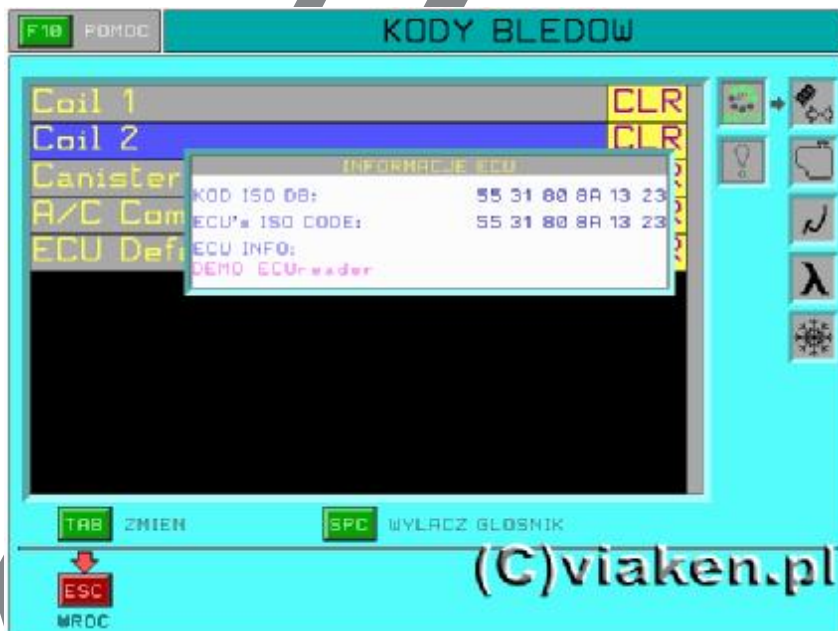 F10 POMOC
KODY BLEDOW
Coil 1 CLR
Coil 2 CLR
Canister
A/C Com
ECU Def
INFORMACJE ECU
KOD ISO DB: 55 31 80 8A 13 23
ECU's ISO CODE: 55 31 80 8A 13 23
ECU INFO:
DEMO ECUreader
λ
TAB ZMIEN
SPC WYLACZ GLOSNIK
ESC
WROC
(C)viaken.pl